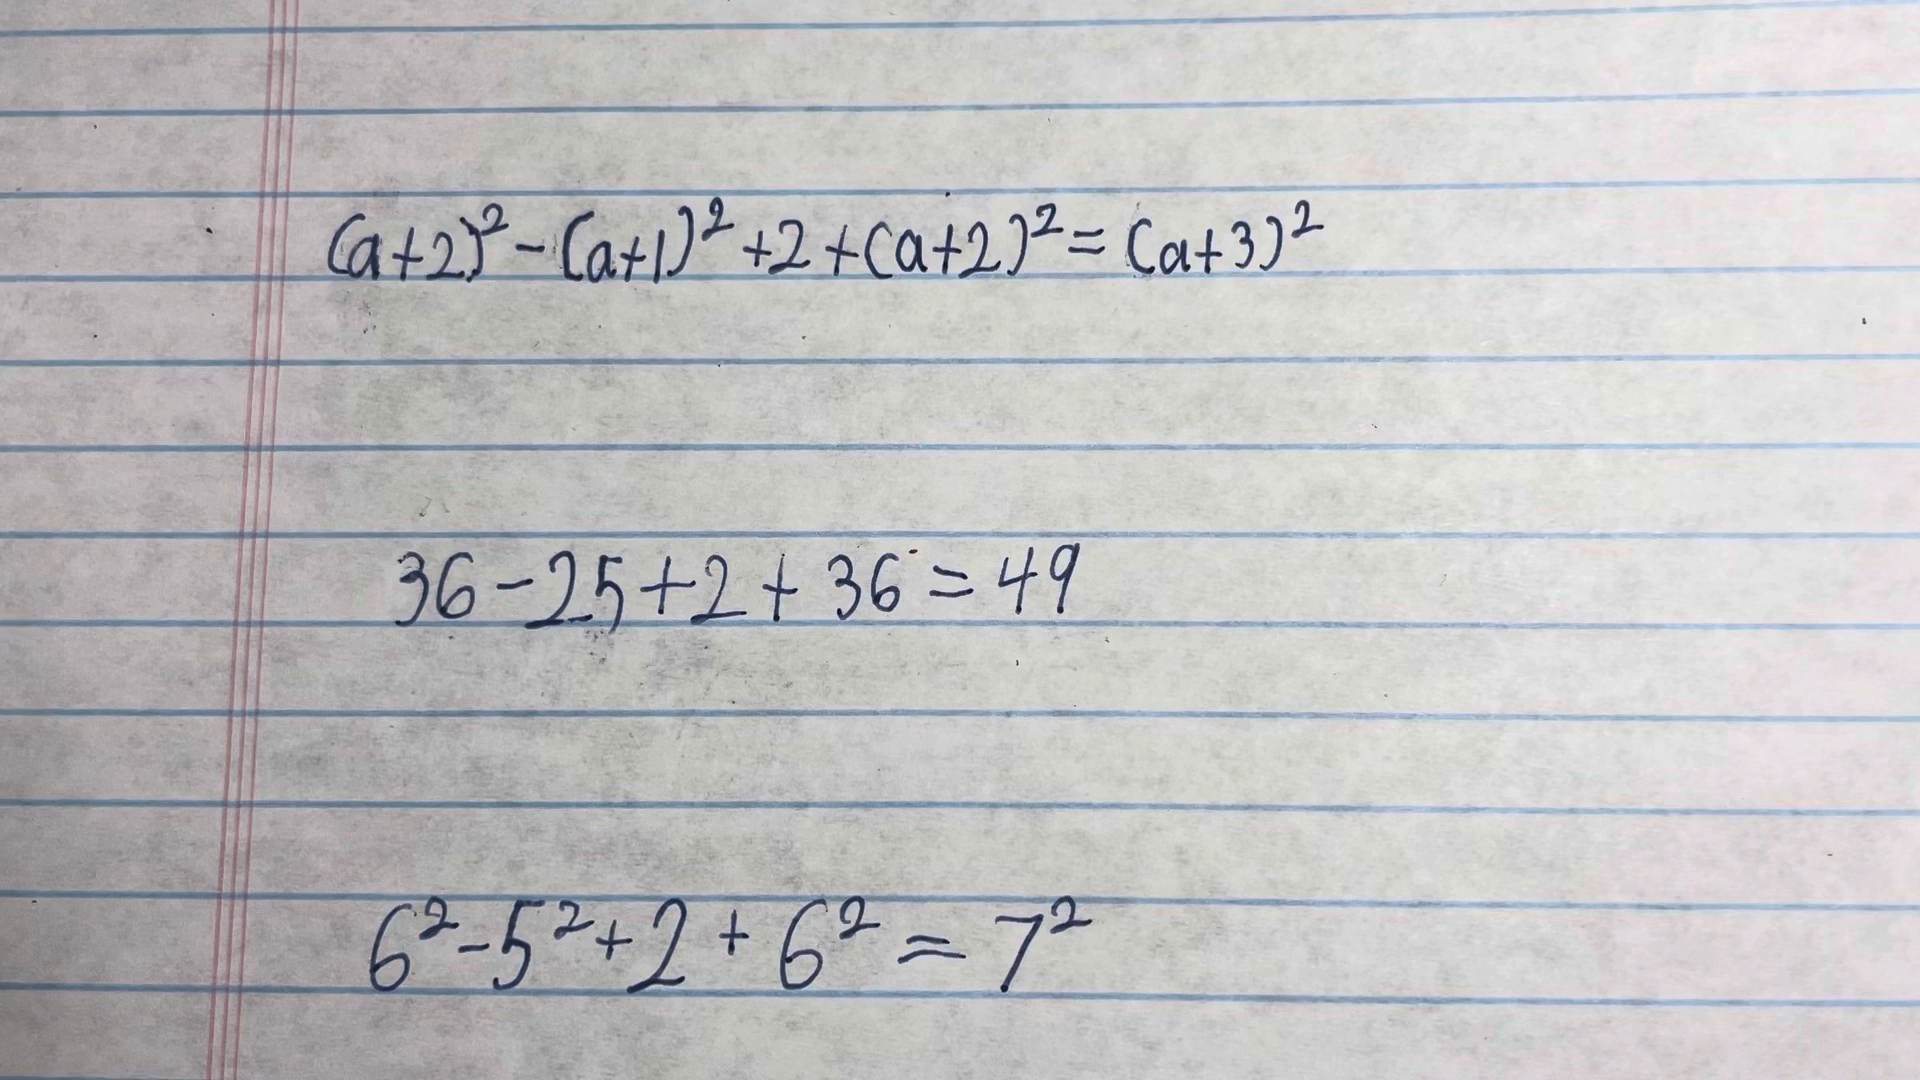 (a+2)² - (a+1)² + 2 + (a+2)² = (a+3)²
36 - 25 + 2 + 36 = 49
6² - 5² + 2 + 6² = 7²